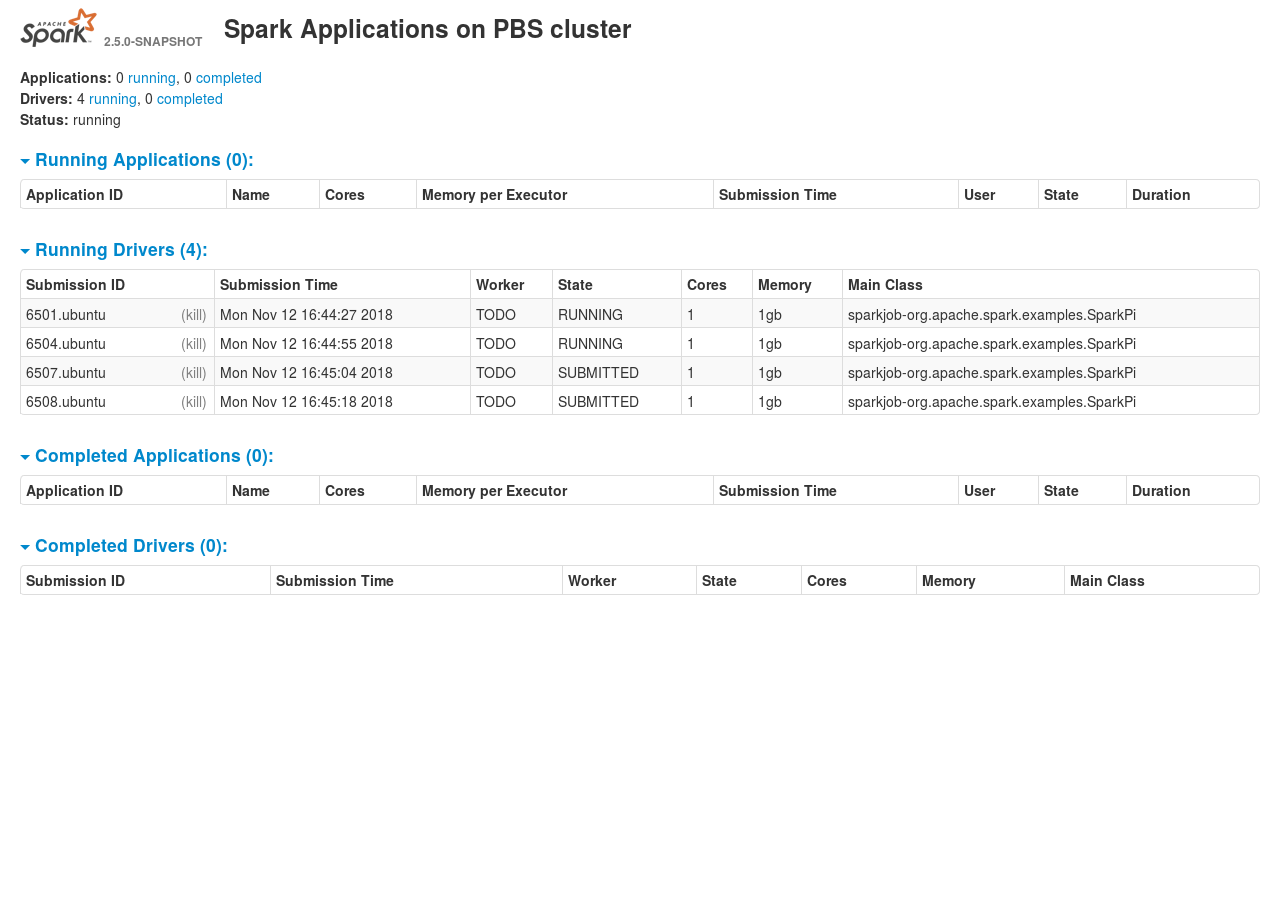 APACHE Spark 2.5.0-SNAPSHOT Spark Applications on PBS cluster
Applications: 0 running, 0 completed
Drivers: 4 running, 0 completed
Status: running
Running Applications (0):
Application ID Name Cores Memory per Executor Submission Time User State Duration
Running Drivers (4):
Submission ID Submission Time Worker State Cores Memory Main Class
6501.ubuntu (kill) Mon Nov 12 16:44:27 2018 TODO RUNNING 1 1gb sparkjob-org.apache.spark.examples.SparkPi
6504.ubuntu (kill) Mon Nov 12 16:44:55 2018 TODO RUNNING 1 1gb sparkjob-org.apache.spark.examples.SparkPi
6507.ubuntu (kill) Mon Nov 12 16:45:04 2018 TODO SUBMITTED 1 1gb sparkjob-org.apache.spark.examples.SparkPi
6508.ubuntu (kill) Mon Nov 12 16:45:18 2018 TODO SUBMITTED 1 1gb sparkjob-org.apache.spark.examples.SparkPi
Completed Applications (0):
Application ID Name Cores Memory per Executor Submission Time User State Duration
Completed Drivers (0):
Submission ID Submission Time Worker State Cores Memory Main Class